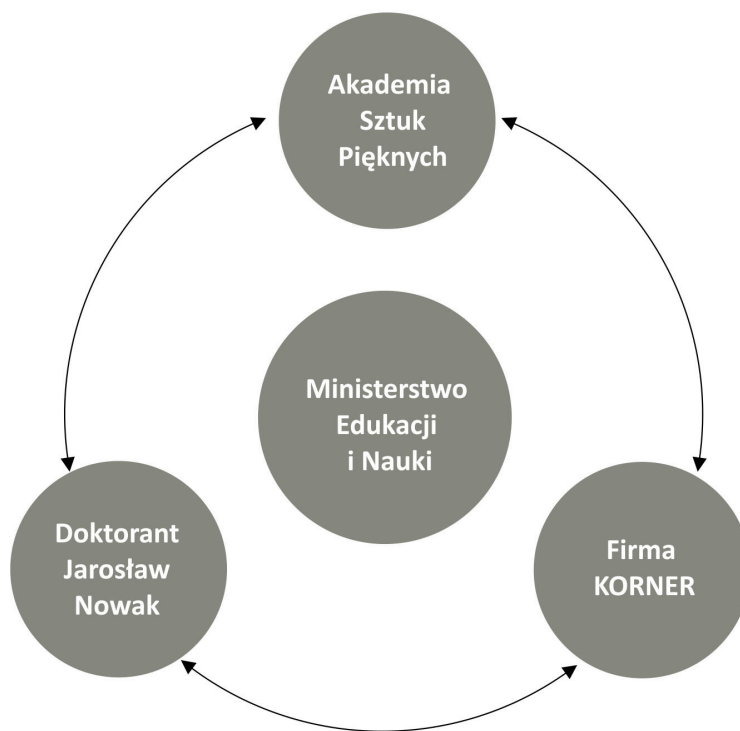 Akademia
Sztuk
Pięknych
Ministerstwo
Edukacji
i Nauki
Doktorant
Jarosław
Nowak
Firma
KORNER